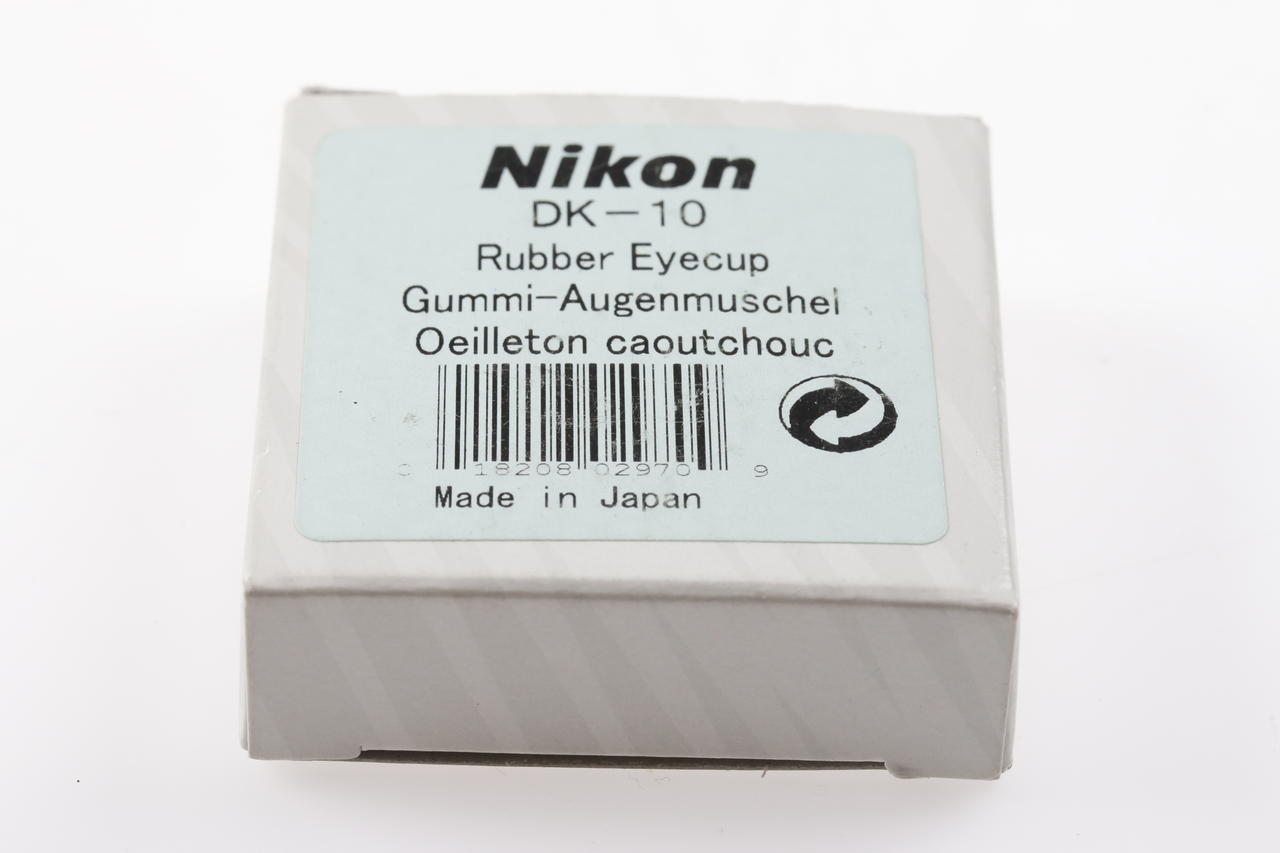 Nikon
DK-10
Rubber Eyecup
Gummi-Augenmuschel
Oeilleton caoutchouc
0 18208 02970 9
Made in Japan